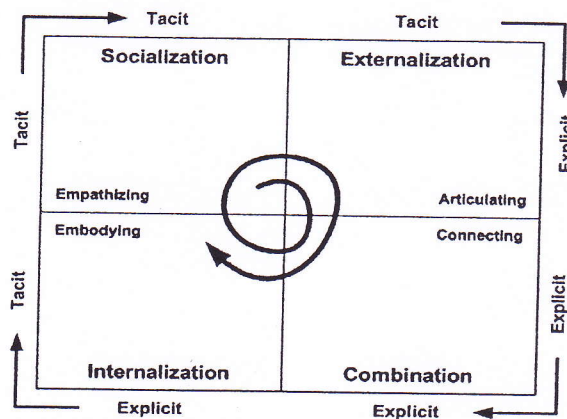 Tacit Tacit
Socialization Externalization
Tacit
Explicit
Empathizing Articulating
Embodying Connecting
Tacit
Explicit
Internalization Combination
Explicit Explicit